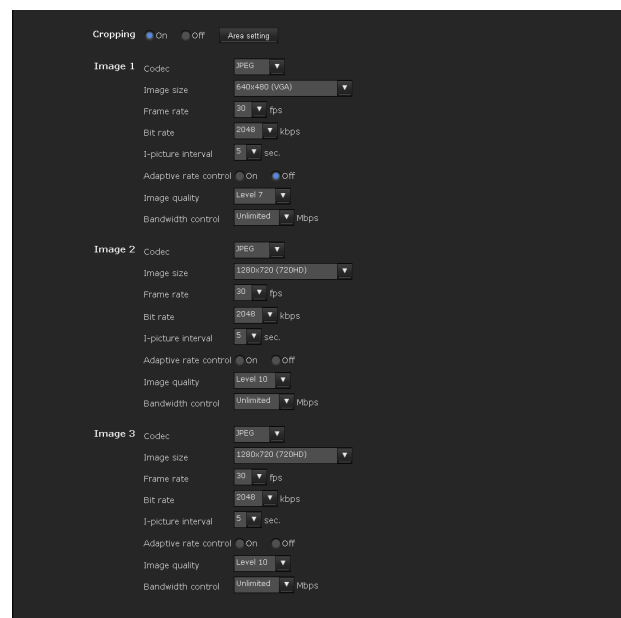 Cropping On Off Area setting
Image 1 Codec JPEG
Image size 640x480 (VGA)
Frame rate 30 fps
Bit rate 2048 kbps
I-picture interval 5 sec.
Adaptive rate control On Off
Image quality Level 7
Bandwidth control Unlimited Mbps
Image 2 Codec JPEG
Image size 1280x720 (720HD)
Frame rate 30 fps
Bit rate 2048 kbps
I-picture interval 5 sec.
Adaptive rate control On Off
Image quality Level 10
Bandwidth control Unlimited Mbps
Image 3 Codec JPEG
Image size 1280x720 (720HD)
Frame rate 30 fps
Bit rate 2048 kbps
I-picture interval 5 sec.
Adaptive rate control On Off
Image quality Level 10
Bandwidth control Unlimited Mbps